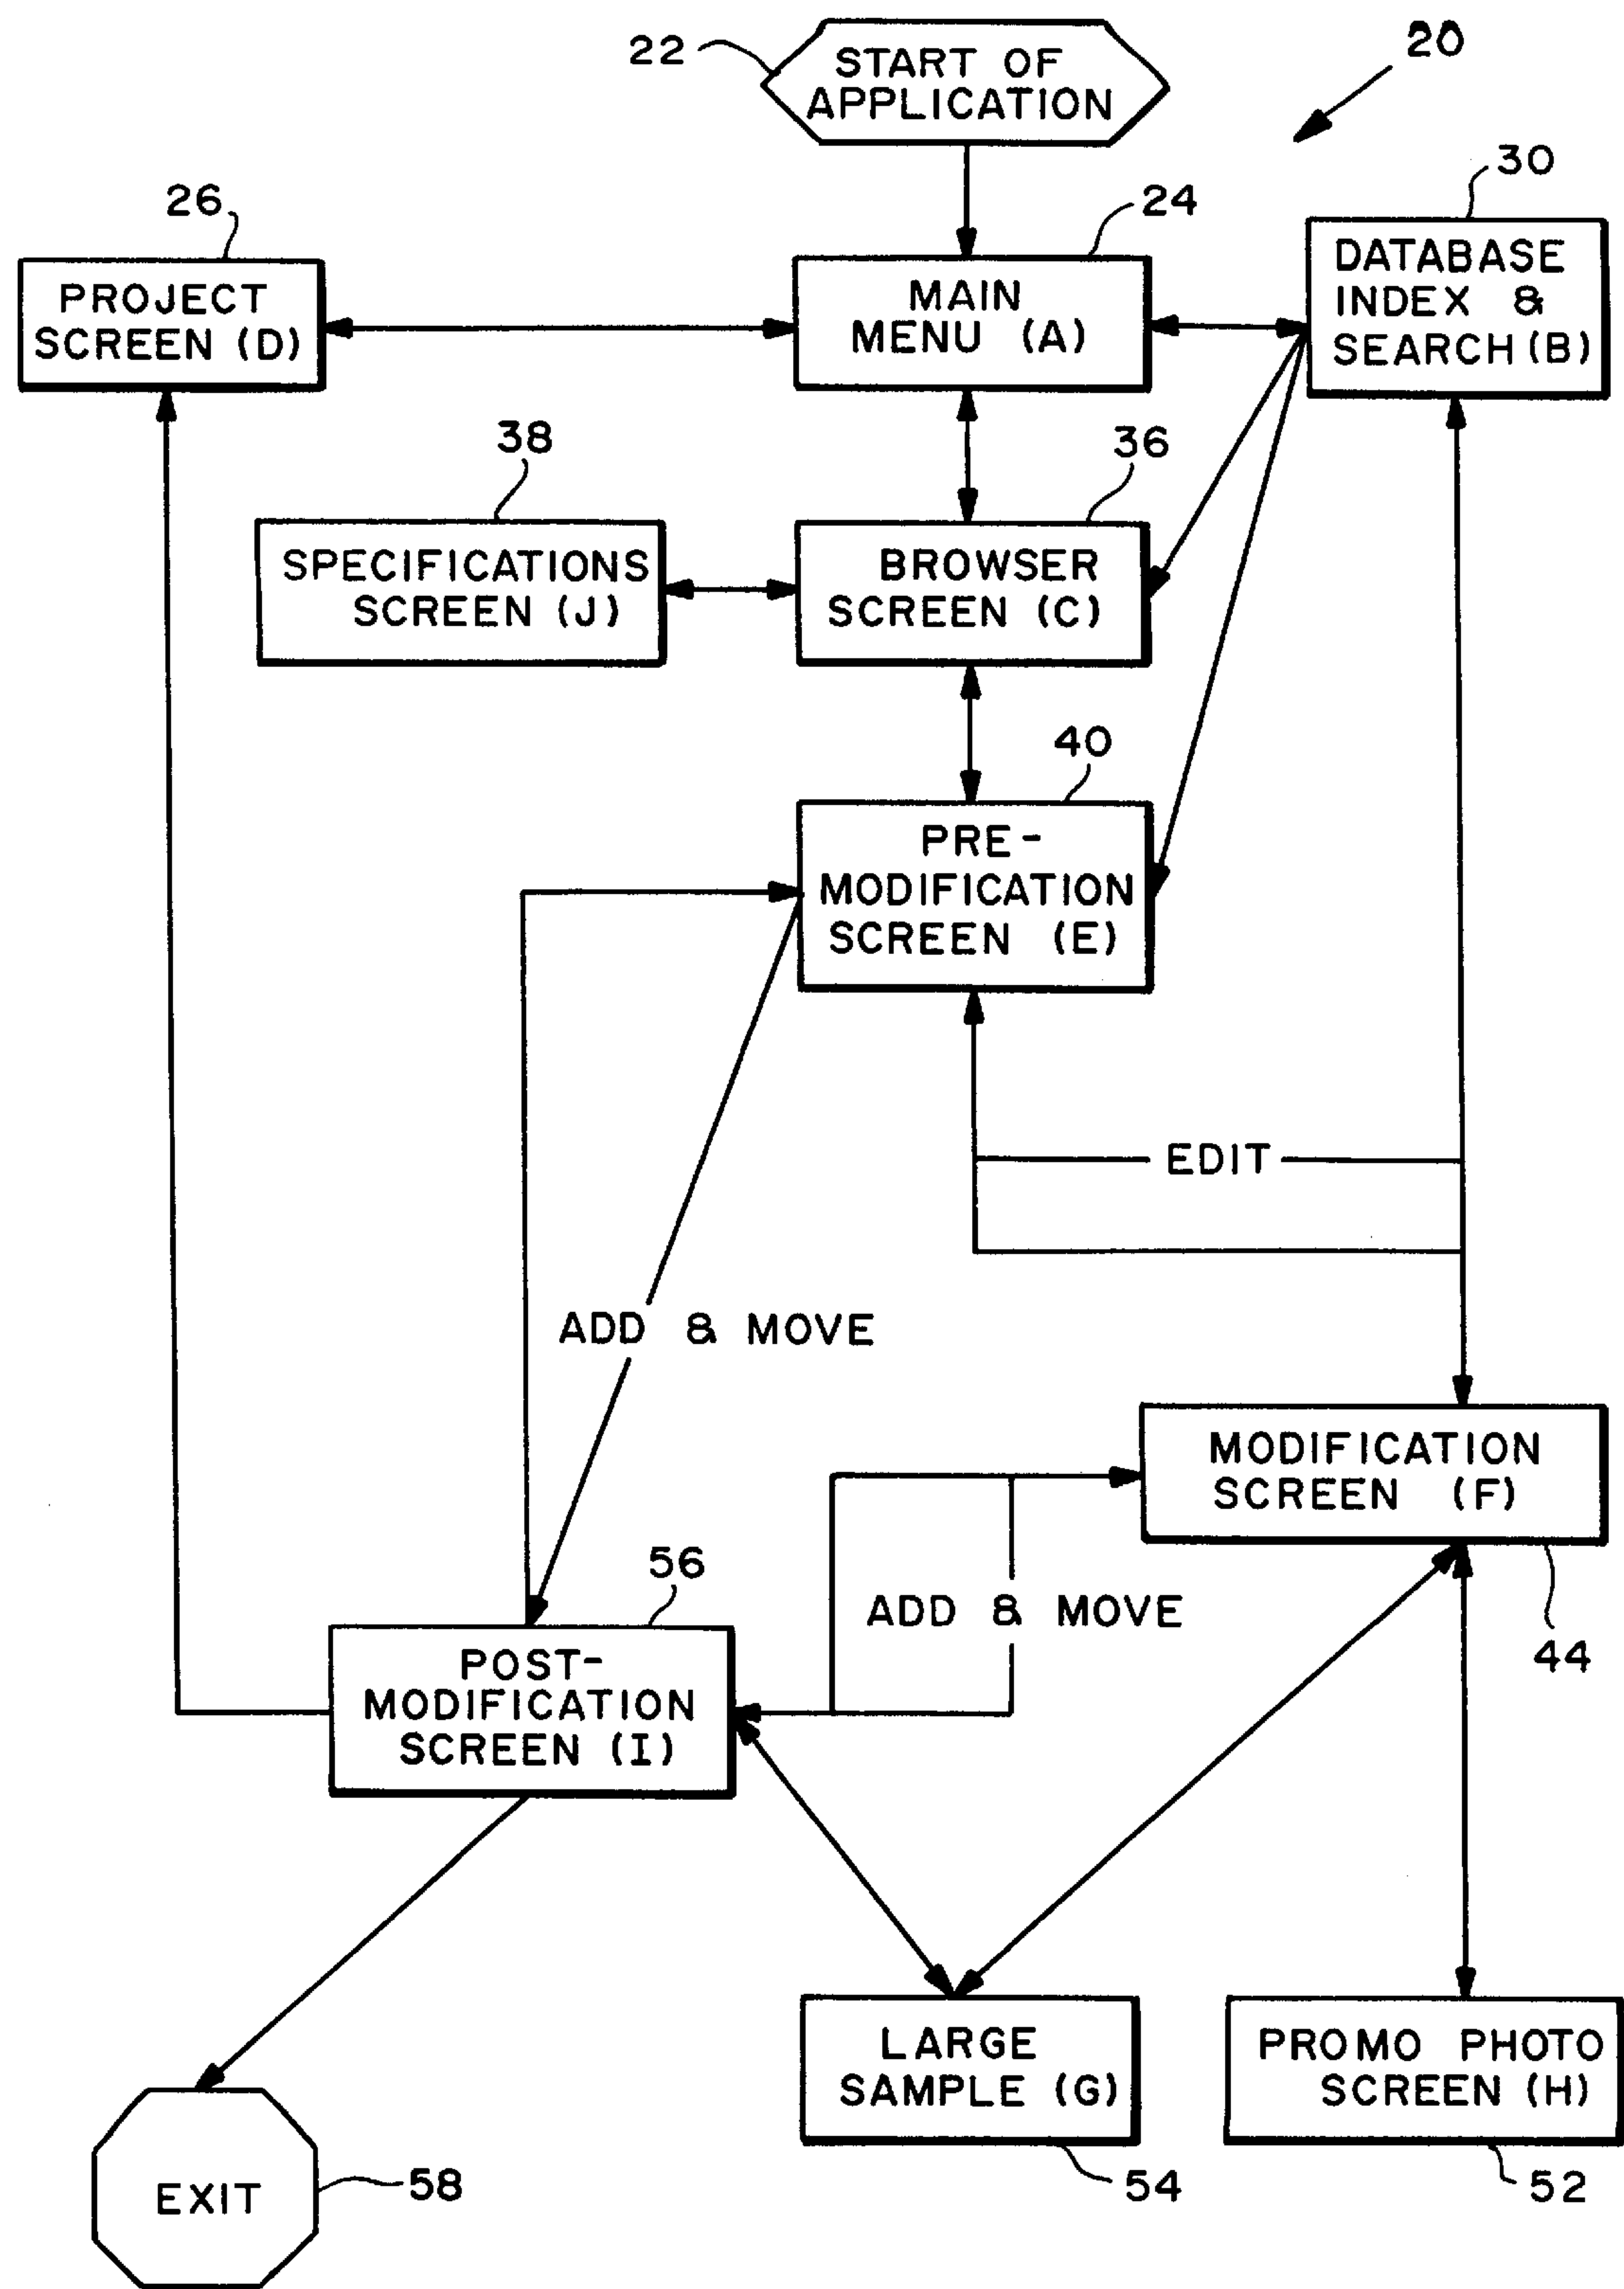 22
START OF
APPLICATION
20
26
24
30
PROJECT
SCREEN (D)
MAIN
MENU (A)
DATABASE
INDEX &
SEARCH (B)
38
36
SPECIFICATIONS
SCREEN (J)
BROWSER
SCREEN (C)
40
PRE-
MODIFICATION
SCREEN (E)
EDIT
ADD & MOVE
MODIFICATION
SCREEN (F)
44
56
ADD & MOVE
POST-
MODIFICATION
SCREEN (I)
LARGE
SAMPLE (G)
54
PROMO PHOTO
SCREEN (H)
52
EXIT
58